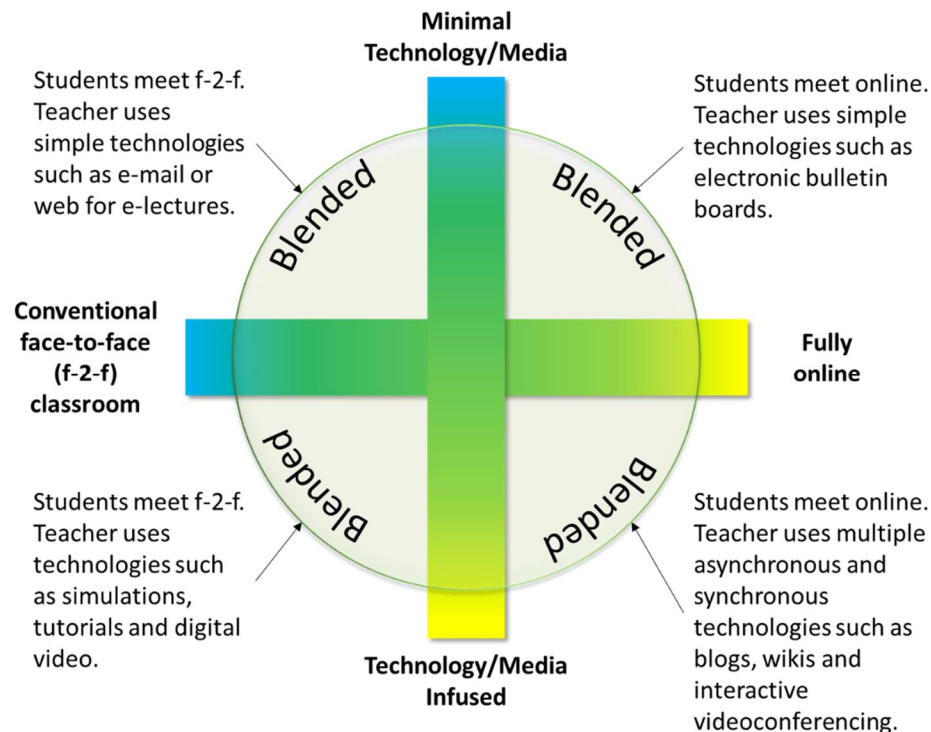 Minimal
Technology/Media
Students meet f-2-f.
Teacher uses
simple technologies
such as e-mail or
web for e-lectures.
Students meet online.
Teacher uses simple
technologies such as
electronic bulletin
boards.
Blended
Blended
Conventional
face-to-face
(f-2-f)
classroom
Fully
online
Blended
Blended
Students meet f-2-f.
Teacher uses
technologies such
as simulations,
tutorials and digital
video.
Students meet online.
Teacher uses multiple
asynchronous and
synchronous
technologies such as
blogs, wikis and
interactive
videoconferencing.
Technology/Media
Infused